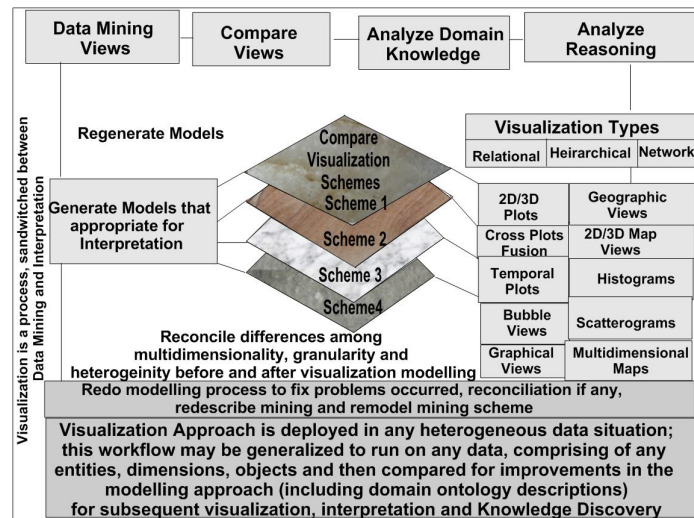 Data Mining
Views
Compare
Views
Analyze Domain
Knowledge
Analyze
Reasoning
Visualization is a process, sandwitched between
Data Mining and Interpretation
Regenerate Models
Generate Models that
appropriate for
Interpretation
Compare
Visualization
Schemes
Scheme 1
Scheme 2
Scheme 3
Scheme4
Visualization Types
Relational
Heirarchical
Network
2D/3D
Plots
Geographic
Views
Cross Plots
Fusion
2D/3D Map
Views
Temporal
Plots
Histograms
Bubble
Views
Scatterograms
Graphical
Views
Multidimensional
Maps
Reconcile differences among
multidimensionality, granularity and
heterogeinity before and after visualization modelling
Redo modelling process to fix problems occurred, reconciliation if any,
redescribe mining and remodel mining scheme
Visualization Approach is deployed in any heterogeneous data situation;
this workflow may be generalized to run on any data, comprising of any
entities, dimensions, objects and then compared for improvements in the
modelling approach (including domain ontology descriptions)
for subsequent visualization, interpretation and Knowledge Discovery